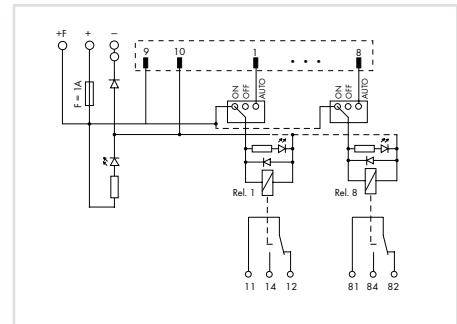 +F + −
9 10 1 8
F = 1A
ON OFF AUTO ON OFF AUTO
Rel. 1 Rel. 8
11 14 12 81 84 82